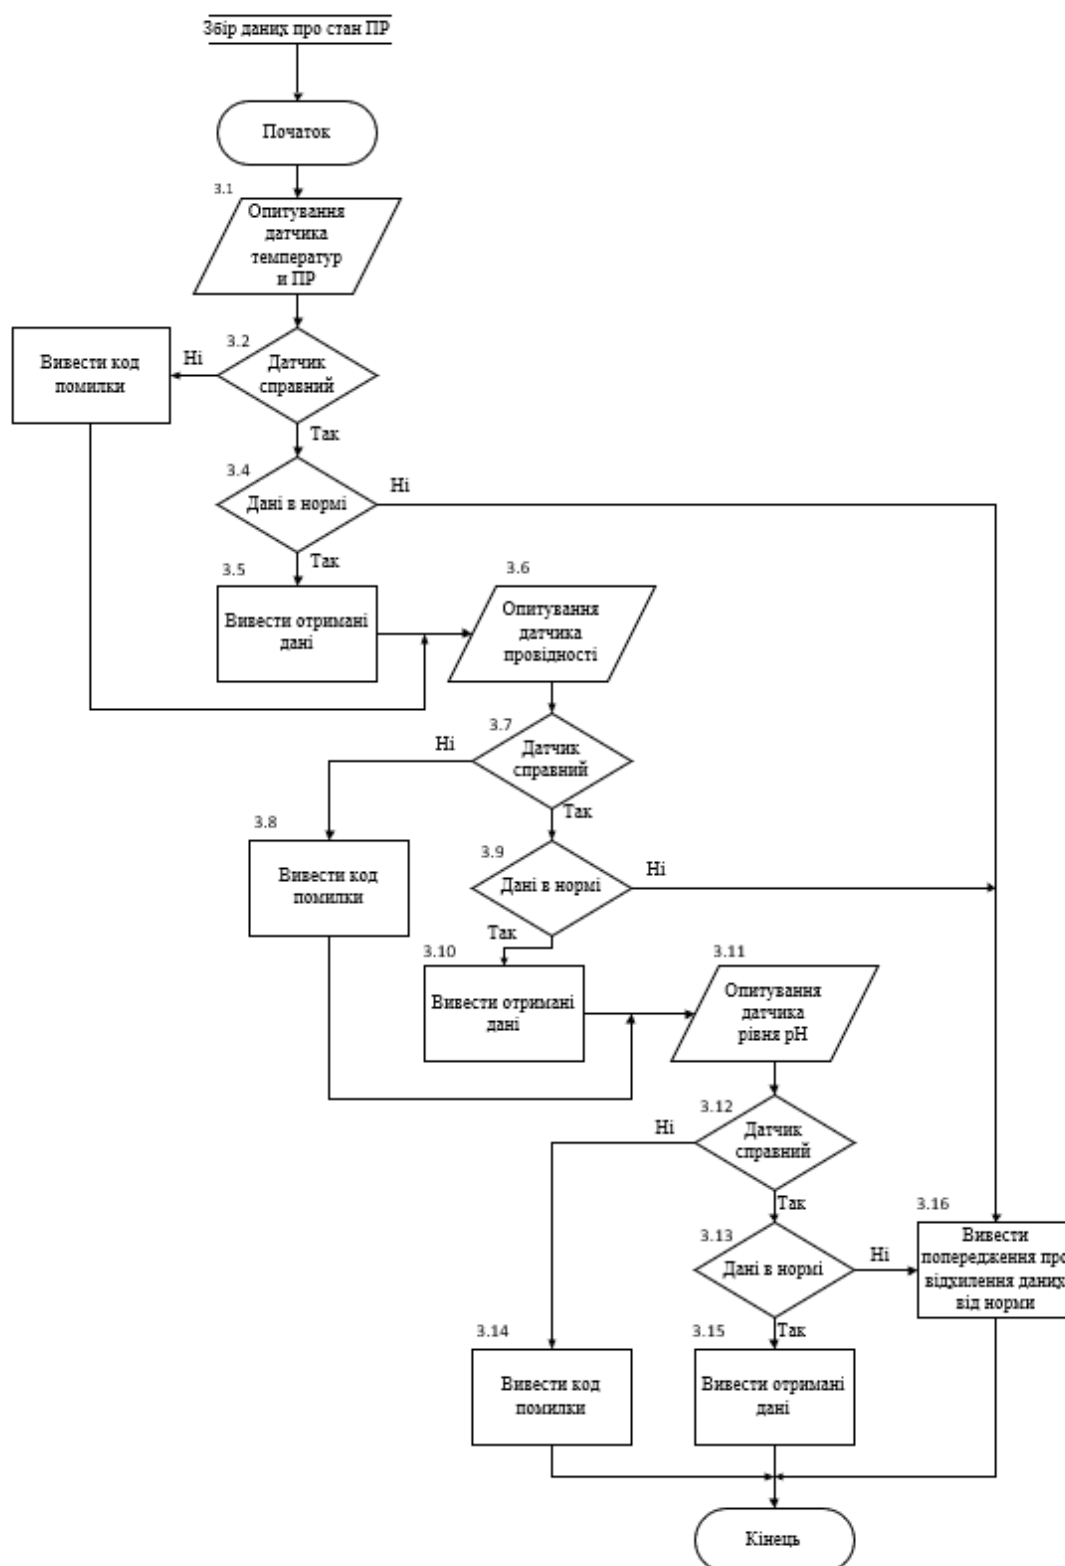 Збір даних про стан ПР
Початок
3.1
Опитування
датчика
температур
и ПР
3.2
Датчик
справний
Ні
Вивести код
помилки
Так
3.4
Дані в нормі
Ні
Так
3.5
Вивести отримані
дані
3.6
Опитування
датчика
провідності
3.7
Датчик
справний
Ні
Так
3.8
Вивести код
помилки
3.9
Дані в нормі
Ні
Так
3.10
Вивести отримані
дані
3.11
Опитування
датчика
рівня pH
3.12
Датчик
справний
Ні
Так
3.13
Дані в нормі
Ні
3.16
Вивести
попередження про
відхилення даних
від норми
Так
3.14
Вивести код
помилки
3.15
Вивести отримані
дані
Кінець